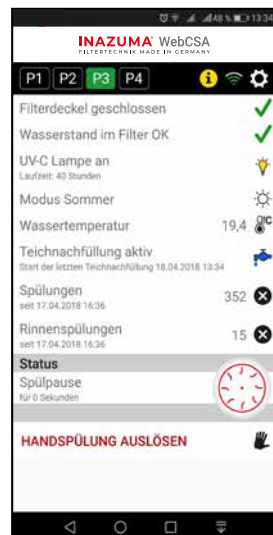 48% 13:34
INAZUMA WebCSA
FILTERTECHNIK MADE IN GERMANY
P1 P2 P3 P4 i
Filterdeckel geschlossen
Wasserstand im Filter OK
UV-C Lampe an
Laufzeit: 40 Stunden
Modus Sommer
Wassertemperatur 19,4 °C
Teichnachfüllung aktiv
Start der letzten Teichnachfüllung 18.04.2018 13:34
Spülungen 352
seit 17.04.2018 16:36
Rinnenspülungen 15
seit 17.04.2018 16:36
Status
Spülpause
für 0 Sekunden
HANDSPÜLUNG AUSLÖSEN